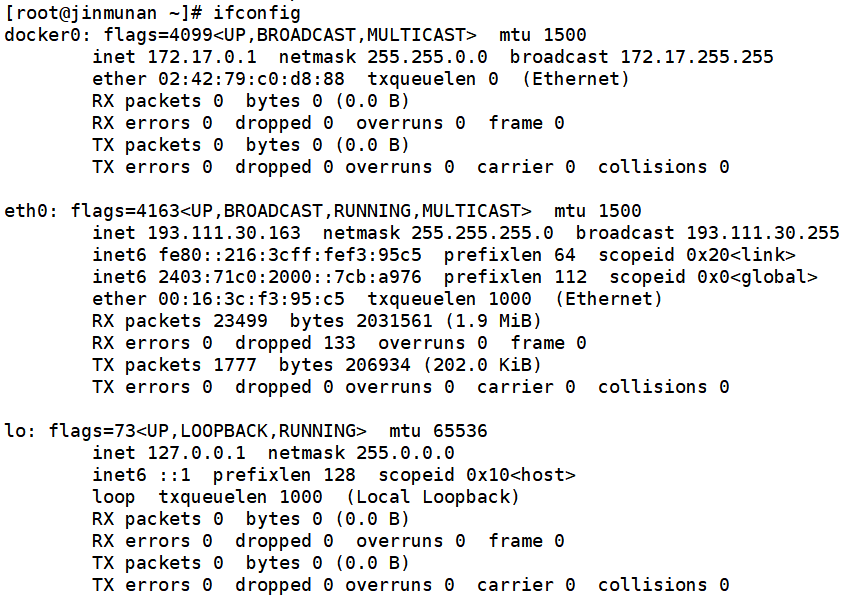 [root@jinmunan ~]# ifconfig
docker0: flags=4099<UP,BROADCAST,MULTICAST>  mtu 1500
        inet 172.17.0.1  netmask 255.255.0.0  broadcast 172.17.255.255
        ether 02:42:79:c0:d8:88  txqueuelen 0  (Ethernet)
        RX packets 0  bytes 0 (0.0 B)
        RX errors 0  dropped 0  overruns 0  frame 0
        TX packets 0  bytes 0 (0.0 B)
        TX errors 0  dropped 0 overruns 0  carrier 0  collisions 0

eth0: flags=4163<UP,BROADCAST,RUNNING,MULTICAST>  mtu 1500
        inet 193.111.30.163  netmask 255.255.255.0  broadcast 193.111.30.255
        inet6 fe80::216:3cff:fef3:95c5  prefixlen 64  scopeid 0x20<link>
        inet6 2403:71c0:2000::7cb:a976  prefixlen 112  scopeid 0x0<global>
        ether 00:16:3c:f3:95:c5  txqueuelen 1000  (Ethernet)
        RX packets 23499  bytes 2031561 (1.9 MiB)
        RX errors 0  dropped 133  overruns 0  frame 0
        TX packets 1777  bytes 206934 (202.0 KiB)
        TX errors 0  dropped 0 overruns 0  carrier 0  collisions 0

lo: flags=73<UP,LOOPBACK,RUNNING>  mtu 65536
        inet 127.0.0.1  netmask 255.0.0.0
        inet6 ::1  prefixlen 128  scopeid 0x10<host>
        loop  txqueuelen 1000  (Local Loopback)
        RX packets 0  bytes 0 (0.0 B)
        RX errors 0  dropped 0  overruns 0  frame 0
        TX packets 0  bytes 0 (0.0 B)
        TX errors 0  dropped 0 overruns 0  carrier 0  collisions 0